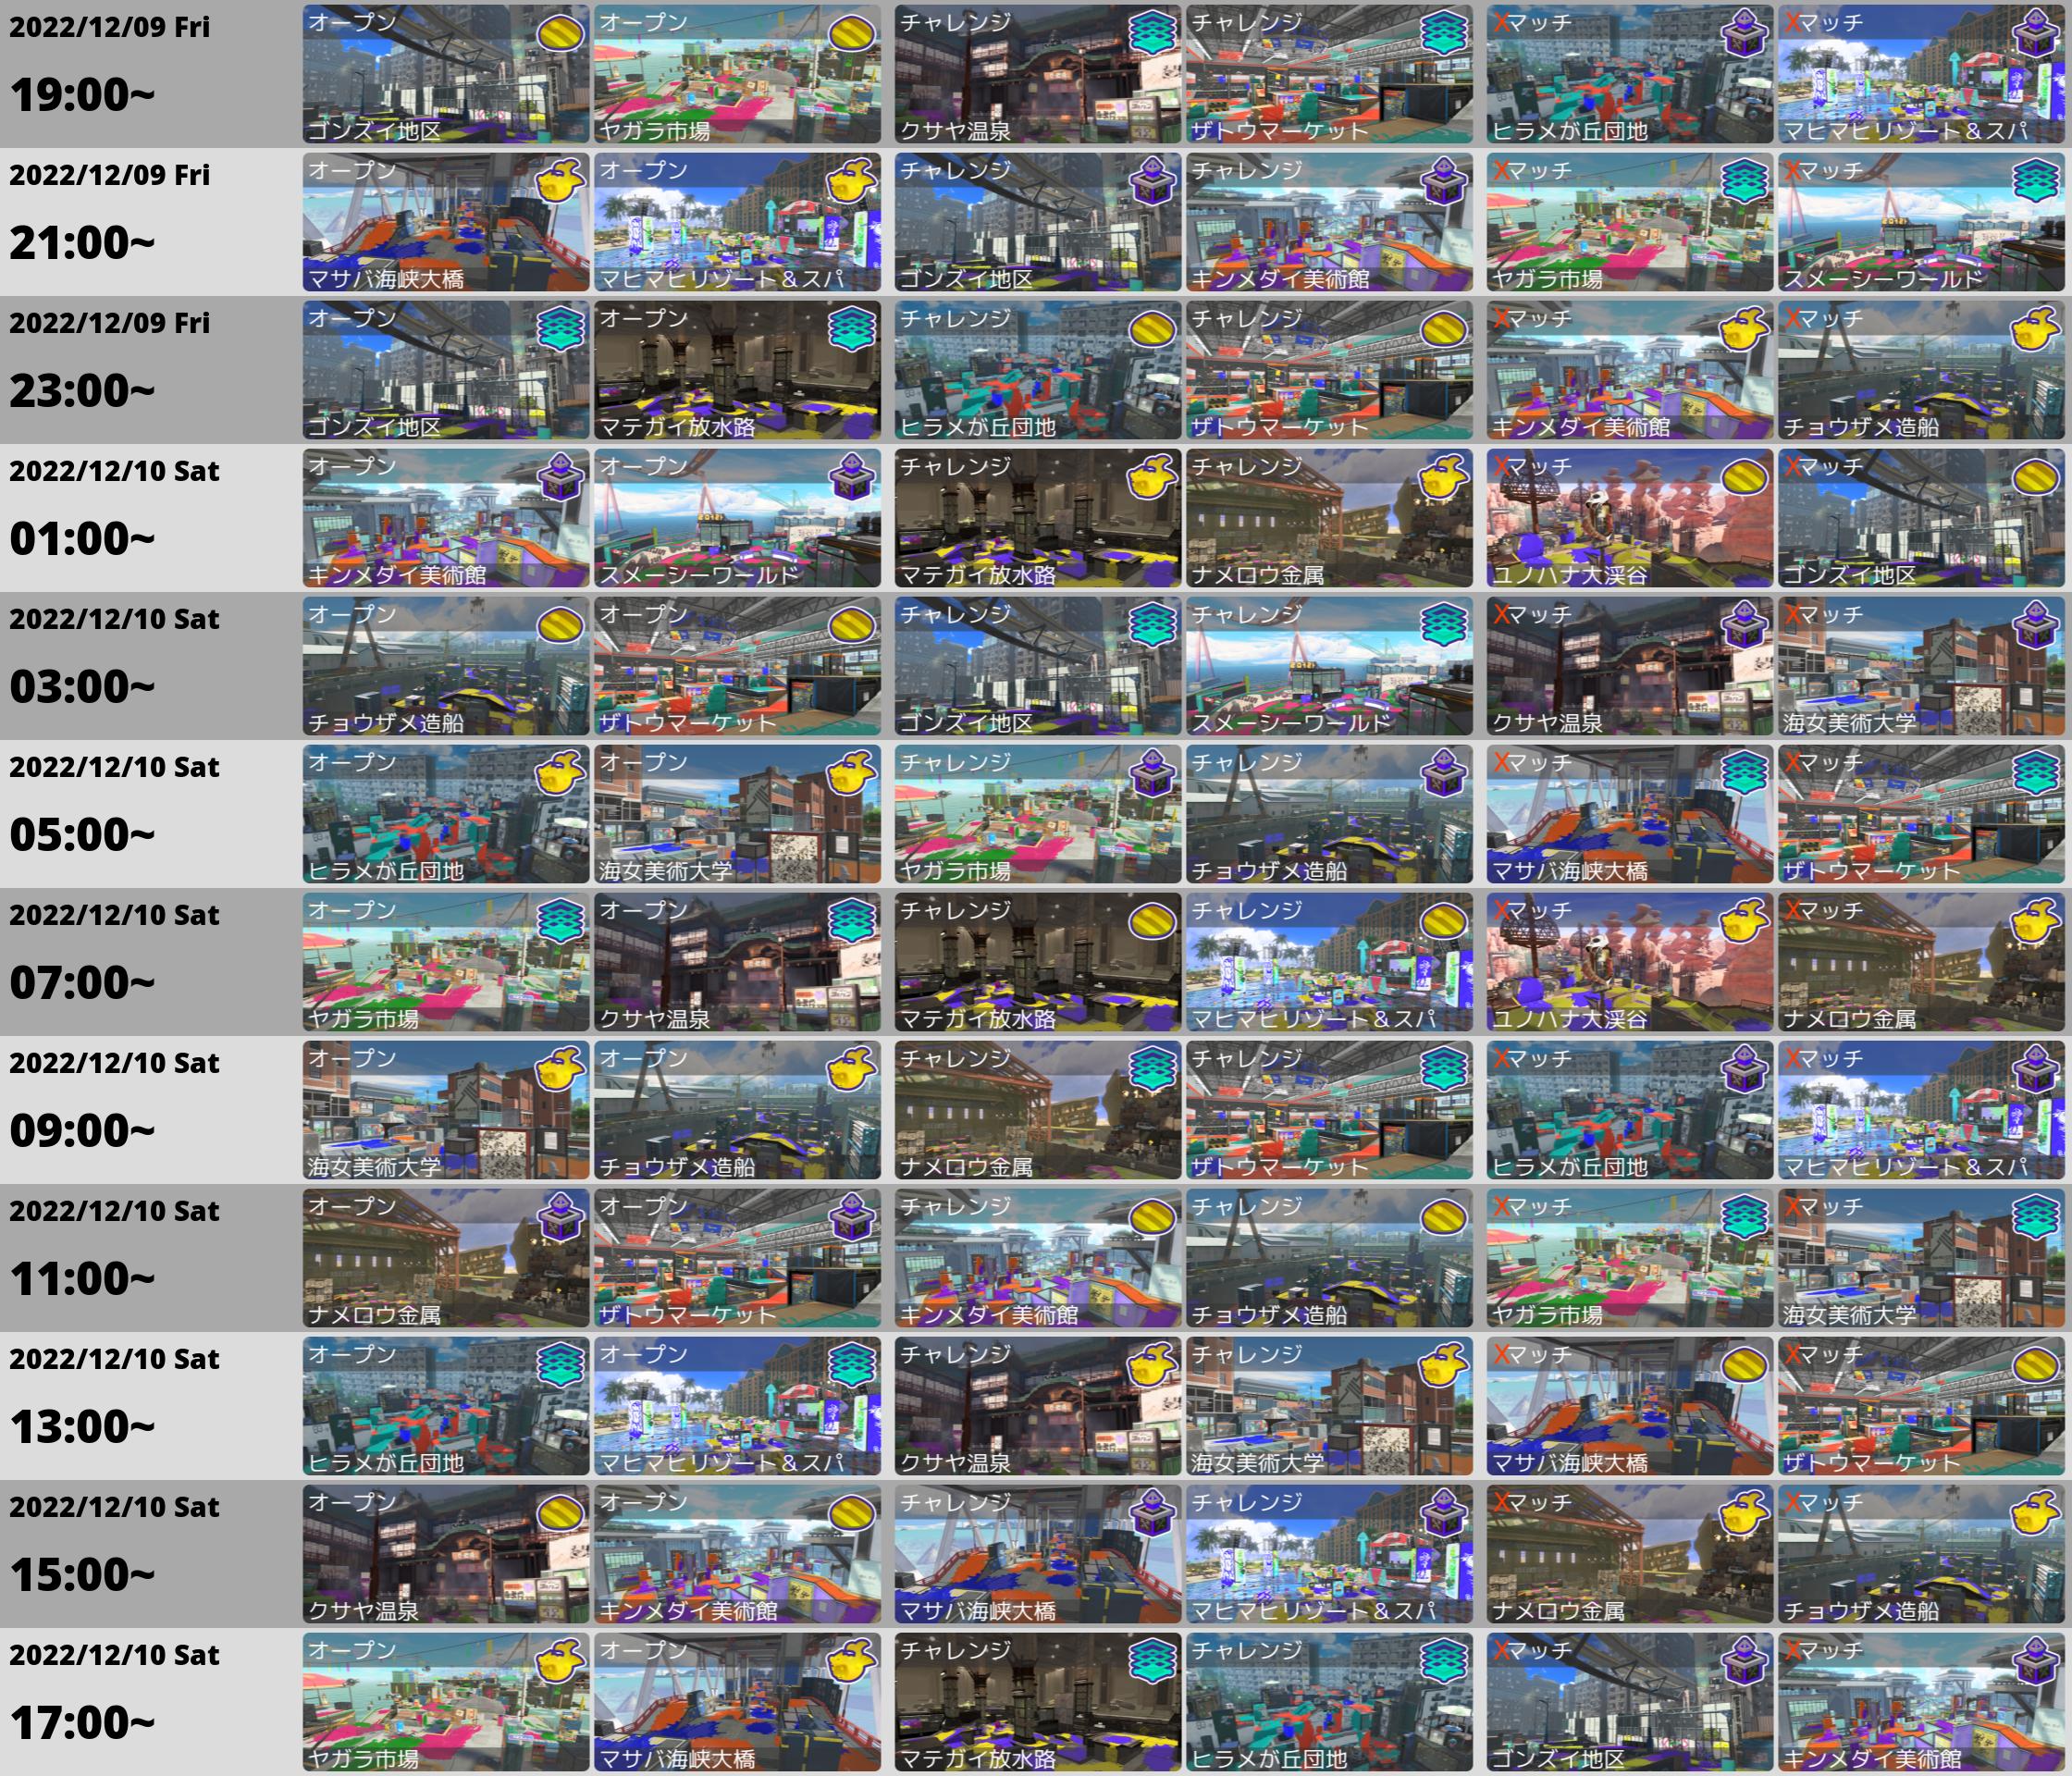 2022/12/09 Fri
19:00~
オープン オープン チャレンジ チャレンジ Xマッチ Xマッチ
ゴンズイ地区 ヤガラ市場 クサヤ温泉 ザトウマーケット ヒラメが丘団地 マヒマヒリゾート＆スパ
2022/12/09 Fri
21:00~
オープン オープン チャレンジ チャレンジ Xマッチ Xマッチ
マサバ海峡大橋 マヒマヒリゾート＆スパ ゴンズイ地区 キンメダイ美術館 ヤガラ市場 スメーシーワールド
2022/12/09 Fri
23:00~
オープン オープン チャレンジ チャレンジ Xマッチ Xマッチ
ゴンズイ地区 マテガイ放水路 ヒラメが丘団地 ザトウマーケット キンメダイ美術館 チョウザメ造船
2022/12/10 Sat
01:00~
オープン オープン チャレンジ チャレンジ Xマッチ Xマッチ
キンメダイ美術館 スメーシーワールド マテガイ放水路 ナメロウ金属 ユノハナ大渓谷 ゴンズイ地区
2022/12/10 Sat
03:00~
オープン オープン チャレンジ チャレンジ Xマッチ Xマッチ
チョウザメ造船 ザトウマーケット ゴンズイ地区 スメーシーワールド クサヤ温泉 海女美術大学
2022/12/10 Sat
05:00~
オープン オープン チャレンジ チャレンジ Xマッチ Xマッチ
ヒラメが丘団地 海女美術大学 ヤガラ市場 チョウザメ造船 マサバ海峡大橋 ザトウマーケット
2022/12/10 Sat
07:00~
オープン オープン チャレンジ チャレンジ Xマッチ Xマッチ
ヤガラ市場 クサヤ温泉 マテガイ放水路 マヒマヒリゾート＆スパ ユノハナ大渓谷 ナメロウ金属
2022/12/10 Sat
09:00~
オープン オープン チャレンジ チャレンジ Xマッチ Xマッチ
海女美術大学 チョウザメ造船 ナメロウ金属 ザトウマーケット ヒラメが丘団地 マヒマヒリゾート＆スパ
2022/12/10 Sat
11:00~
オープン オープン チャレンジ チャレンジ Xマッチ Xマッチ
ナメロウ金属 ザトウマーケット キンメダイ美術館 チョウザメ造船 ヤガラ市場 海女美術大学
2022/12/10 Sat
13:00~
オープン オープン チャレンジ チャレンジ Xマッチ Xマッチ
ヒラメが丘団地 マヒマヒリゾート＆スパ クサヤ温泉 海女美術大学 マサバ海峡大橋 ザトウマーケット
2022/12/10 Sat
15:00~
オープン オープン チャレンジ チャレンジ Xマッチ Xマッチ
クサヤ温泉 キンメダイ美術館 マサバ海峡大橋 マヒマヒリゾート＆スパ ナメロウ金属 チョウザメ造船
2022/12/10 Sat
17:00~
オープン オープン チャレンジ チャレンジ Xマッチ Xマッチ
ヤガラ市場 マサバ海峡大橋 マテガイ放水路 ヒラメが丘団地 ゴンズイ地区 キンメダイ美術館